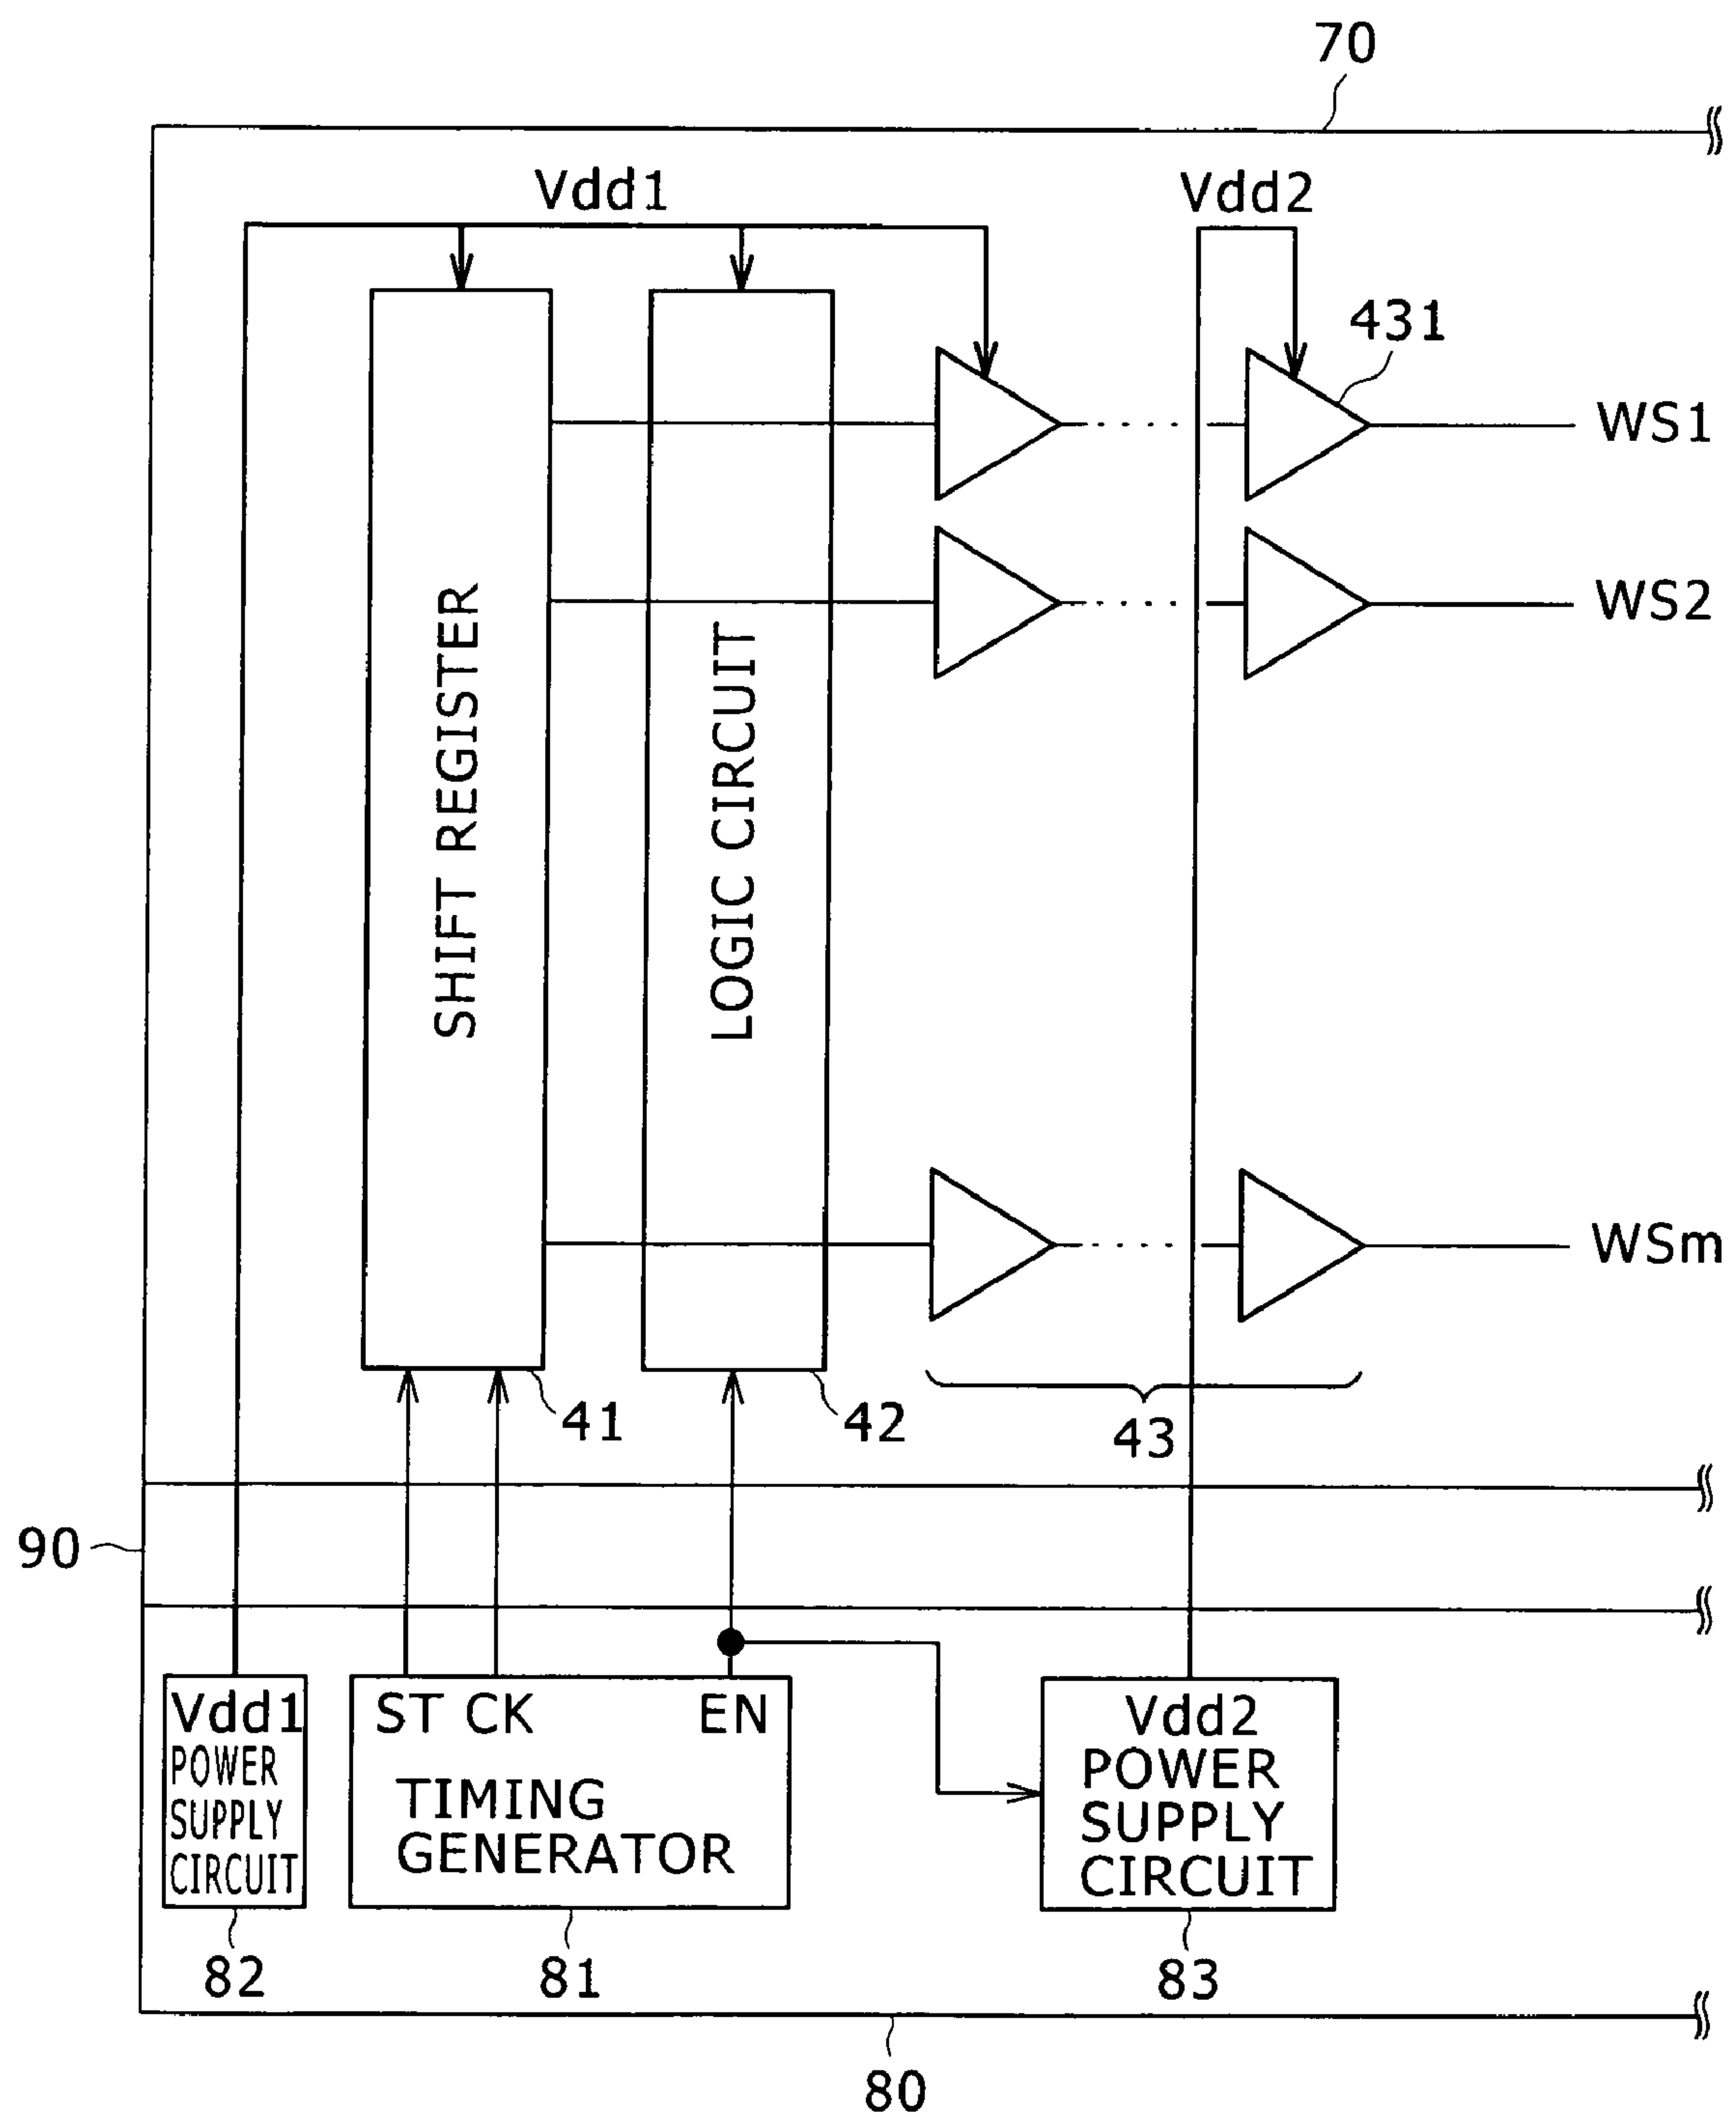 70
Vdd1
Vdd2
431
WS1
WS2
SHIFT REGISTER
LOGIC CIRCUIT
WSm
41
42
43
90
Vdd1
POWER
SUPPLY
CIRCUIT
ST CK EN
TIMING
GENERATOR
Vdd2
POWER
SUPPLY
CIRCUIT
82
81
83
80